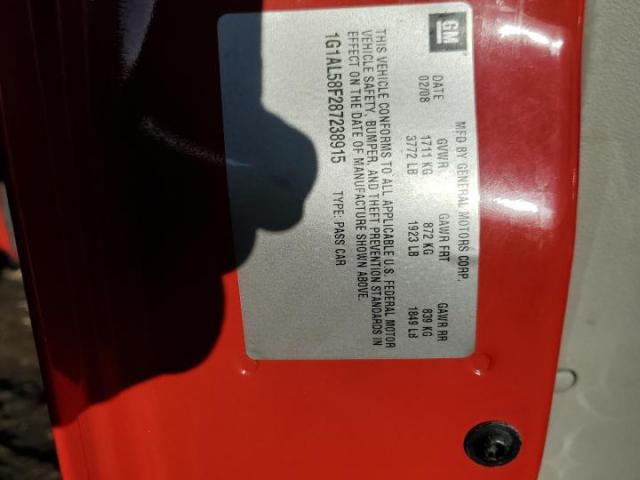 GM
MFD BY GENERAL MOTORS CORP.
DATE GVWR GAWR FRT GAWR RR
02/08 1711 KG 872 KG 839 KG
3772 LB 1923 LB 1849 LB
THIS VEHICLE CONFORMS TO ALL APPLICABLE U.S. FEDERAL MOTOR
VEHICLE SAFETY, BUMPER, AND THEFT PREVENTION STANDARDS IN
EFFECT ON THE DATE OF MANUFACTURE SHOWN ABOVE.
1G1AL58F287238915 TYPE: PASS CAR